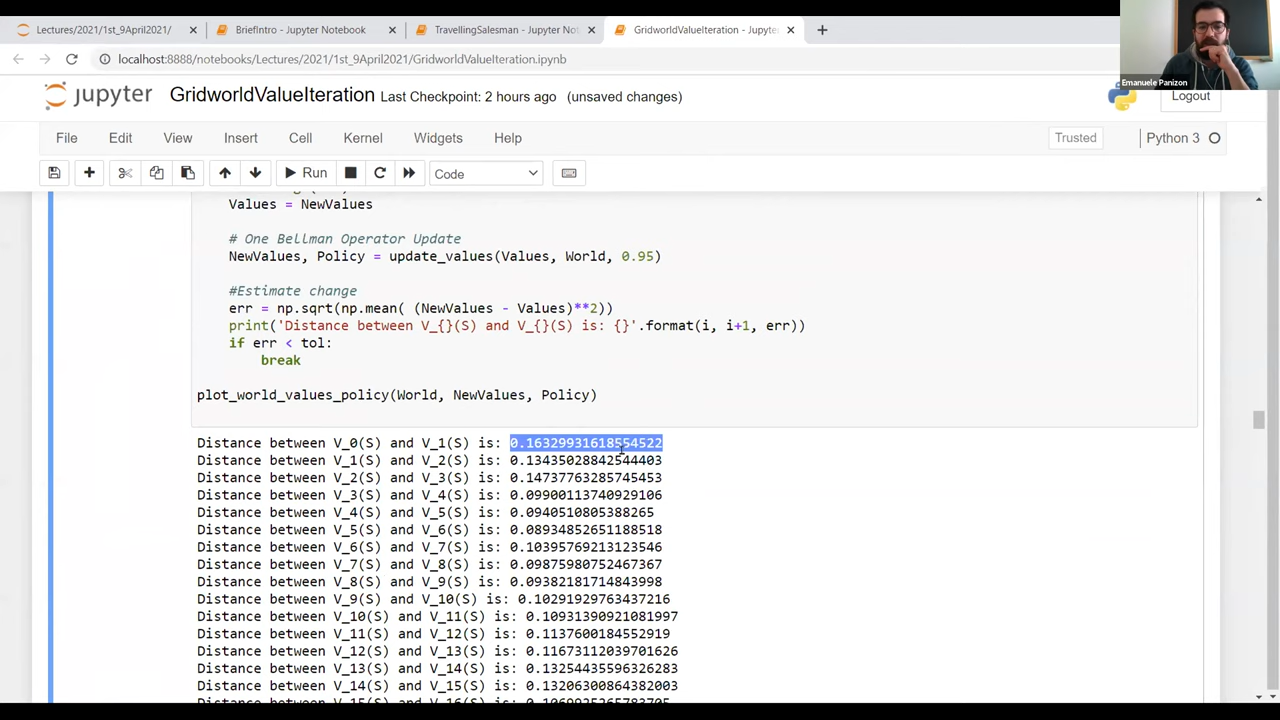 Lectures/2021/1st_9April2021/
BriefIntro - Jupyter Notebook
TravellingSalesman - Jupyter Not
GridworldValueIteration - Jupyte
localhost:8888/notebooks/Lectures/2021/1st_9April2021/GridworldValueIteration.ipynb
Emanuele Panizon
jupyter GridworldValueIteration Last Checkpoint: 2 hours ago (unsaved changes)
Logout
File Edit View Insert Cell Kernel Widgets Help
Trusted
Python 3
Run
Code
Values = NewValues
# One Bellman Operator Update
NewValues, Policy = update_values(Values, World, 0.95)
#Estimate change
err = np.sqrt(np.mean( (NewValues - Values)**2))
print('Distance between V_{}(S) and V_{}(S) is: {}'.format(i, i+1, err))
if err < tol:
break
plot_world_values_policy(World, NewValues, Policy)
Distance between V_0(S) and V_1(S) is: 0.16329931618554522
Distance between V_1(S) and V_2(S) is: 0.13435028842544403
Distance between V_2(S) and V_3(S) is: 0.14737763285745453
Distance between V_3(S) and V_4(S) is: 0.09900113740929106
Distance between V_4(S) and V_5(S) is: 0.0940510805388265
Distance between V_5(S) and V_6(S) is: 0.08934852651188518
Distance between V_6(S) and V_7(S) is: 0.10395769213123546
Distance between V_7(S) and V_8(S) is: 0.09875980752467367
Distance between V_8(S) and V_9(S) is: 0.09382181714843998
Distance between V_9(S) and V_10(S) is: 0.10291929763437216
Distance between V_10(S) and V_11(S) is: 0.10931390921081997
Distance between V_11(S) and V_12(S) is: 0.1137600184552919
Distance between V_12(S) and V_13(S) is: 0.11673112039701626
Distance between V_13(S) and V_14(S) is: 0.13254435596326283
Distance between V_14(S) and V_15(S) is: 0.13206300864382003